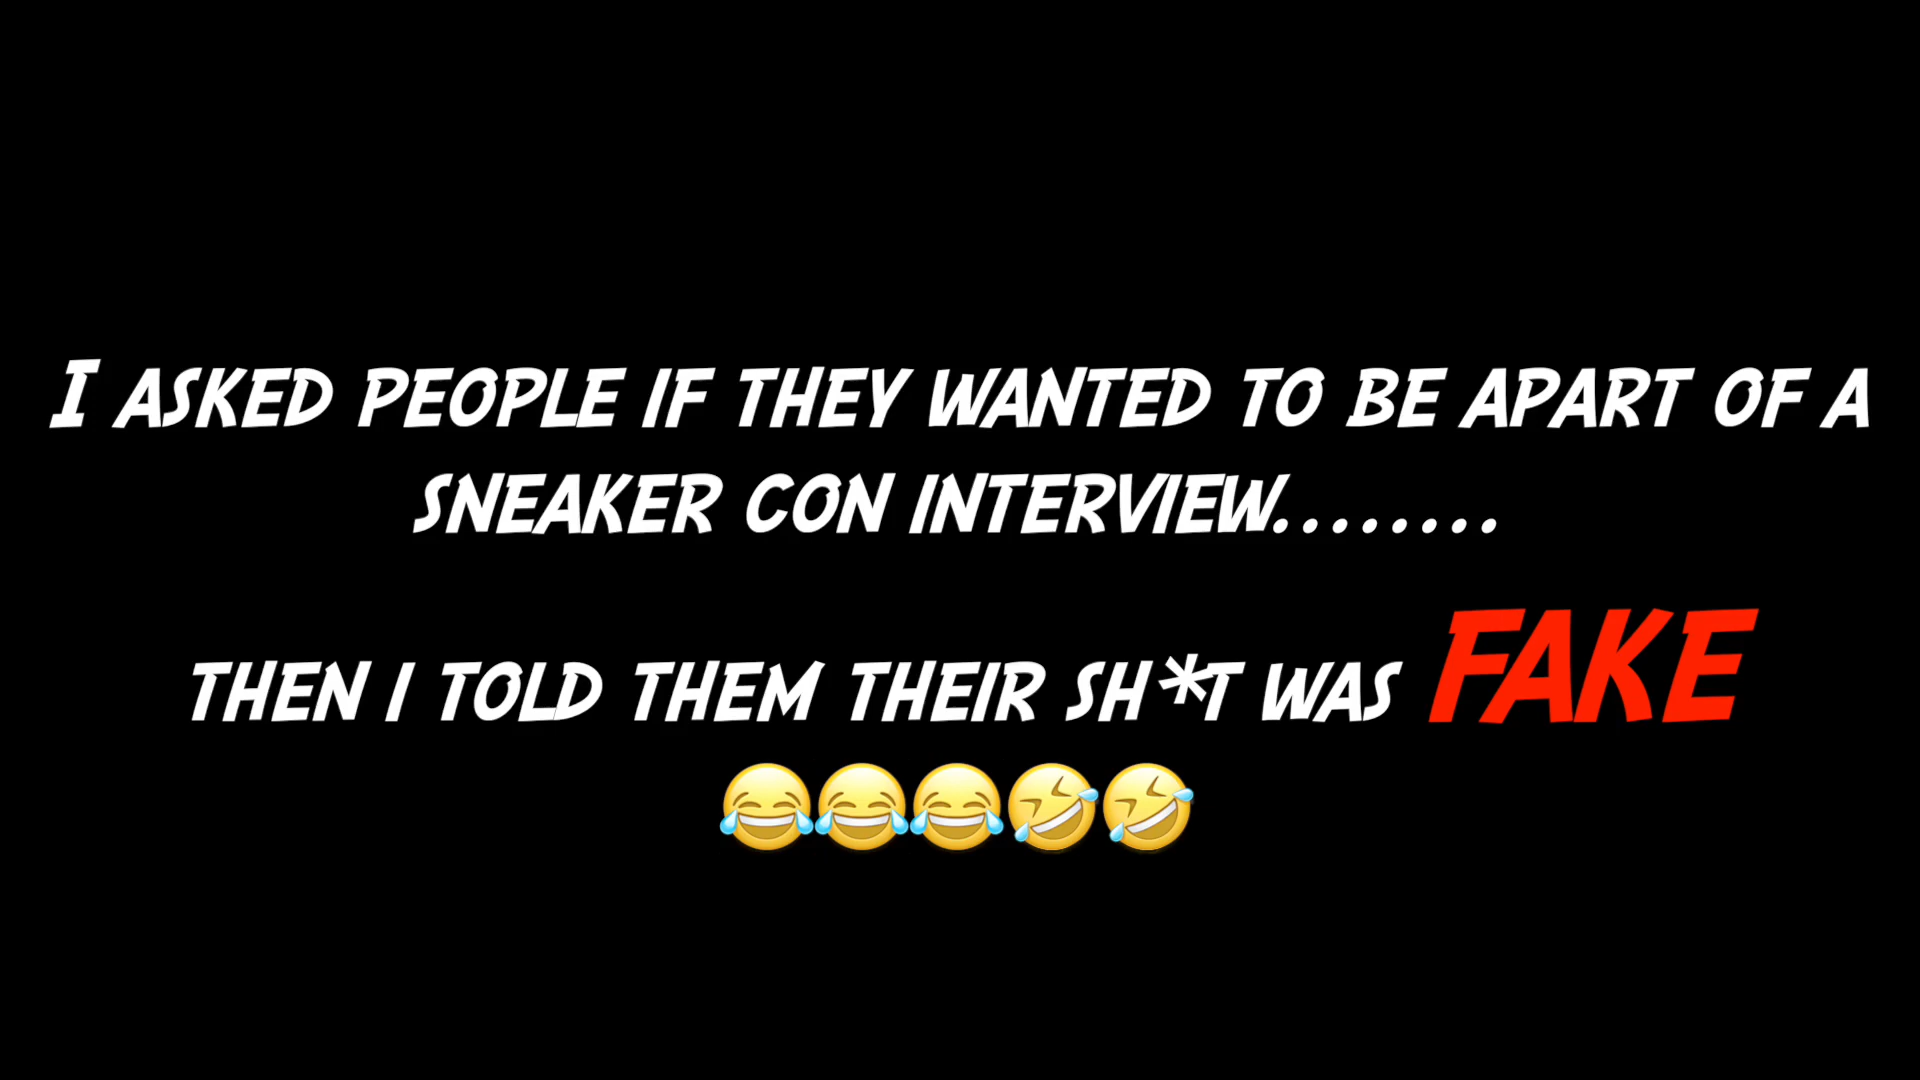 I ASKED PEOPLE IF THEY WANTED TO BE APART OF A
SNEAKER CON INTERVIEW........
THEN I TOLD THEM THEIR SH*T WAS FAKE
😂😂😂🤣🤣